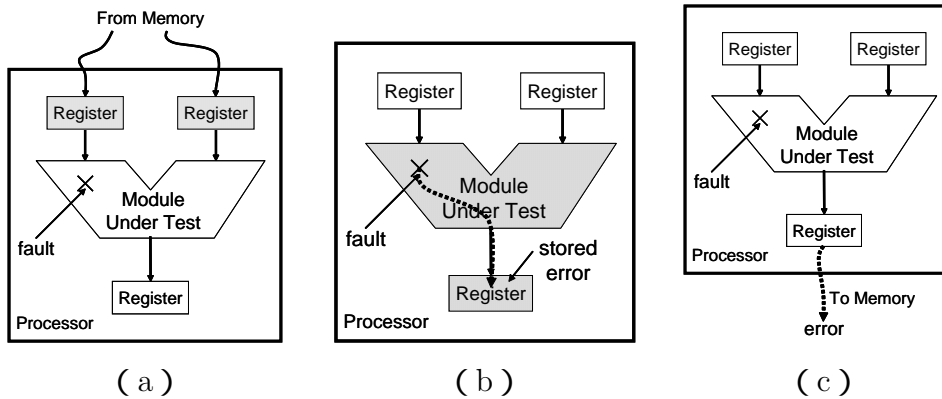 From Memory
Register
Register
Module
Under Test
fault
Register
Processor
(a)
Register
Register
Module
Under Test
fault
stored
error
Register
Processor
(b)
Register
Register
Module
Under Test
fault
Register
Processor
To Memory
error
(c)